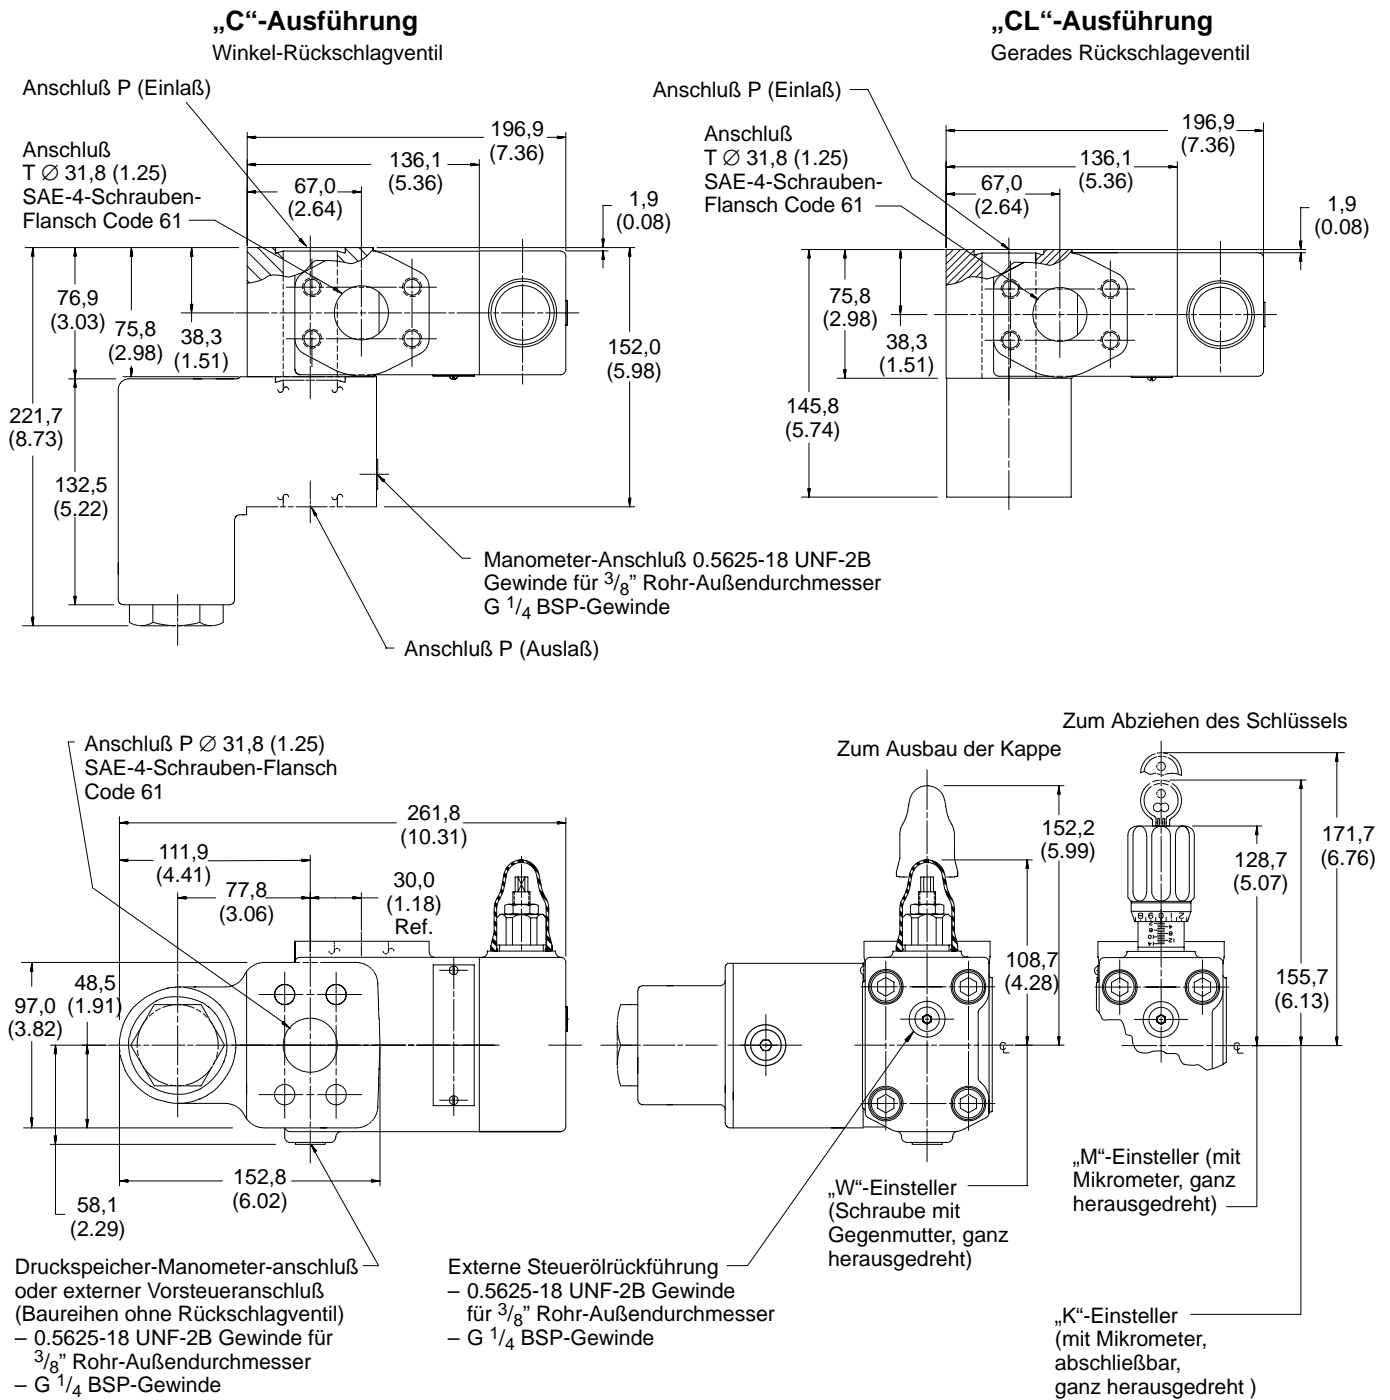 „C“-Ausführung
Winkel-Rückschlagventil
Anschluß P (Einlaß)
Anschluß
T ∅ 31,8 (1.25)
SAE-4-Schrauben-
Flansch Code 61
196,9
(7.36)
136,1
(5.36)
67,0
(2.64)
1,9
(0.08)
76,9
(3.03)
75,8
(2.98)
38,3
(1.51)
152,0
(5.98)
221,7
(8.73)
132,5
(5.22)
Manometer-Anschluß 0.5625-18 UNF-2B
Gewinde für 3/8” Rohr-Außendurchmesser
G 1/4 BSP-Gewinde
Anschluß P (Auslaß)
„CL“-Ausführung
Gerades Rückschlageventil
Anschluß P (Einlaß)
Anschluß
T ∅ 31,8 (1.25)
SAE-4-Schrauben-
Flansch Code 61
196,9
(7.36)
136,1
(5.36)
67,0
(2.64)
1,9
(0.08)
75,8
(2.98)
38,3
(1.51)
145,8
(5.74)
Anschluß P ∅ 31,8 (1.25)
SAE-4-Schrauben-Flansch
Code 61
261,8
(10.31)
111,9
(4.41)
77,8
(3.06)
30,0
(1.18)
Ref.
48,5
(1.91)
97,0
(3.82)
152,8
(6.02)
58,1
(2.29)
Druckspeicher-Manometer-anschluß
oder externer Vorsteueranschluß
(Baureihen ohne Rückschlagventil)
– 0.5625-18 UNF-2B Gewinde für
3/8” Rohr-Außendurchmesser
– G 1/4 BSP-Gewinde
Zum Ausbau der Kappe
152,2
(5.99)
108,7
(4.28)
„W“-Einsteller
(Schraube mit
Gegenmutter, ganz
herausgedreht)
Externe Steuerölrückführung
– 0.5625-18 UNF-2B Gewinde
für 3/8” Rohr-Außendurchmesser
– G 1/4 BSP-Gewinde
Zum Abziehen des Schlüssels
171,7
(6.76)
128,7
(5.07)
155,7
(6.13)
„M“-Einsteller (mit
Mikrometer, ganz
herausgedreht)
„K“-Einsteller
(mit Mikrometer,
abschließbar,
ganz herausgedreht )